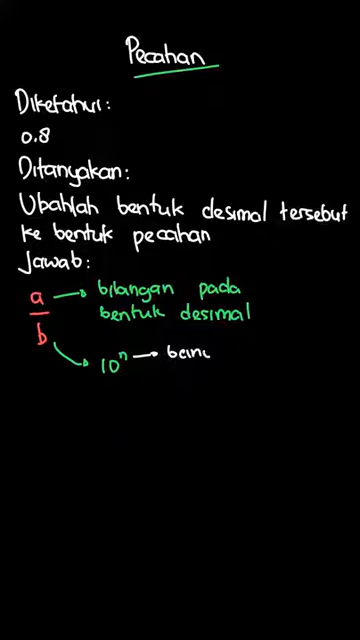 Pecahan
Diketahui:
0.8
Ditanyakan:
Ubahlah bentuk desimal tersebut
ke bentuk pecahan
Jawab:
a → bilangan pada
bentuk desimal
b
10ⁿ →